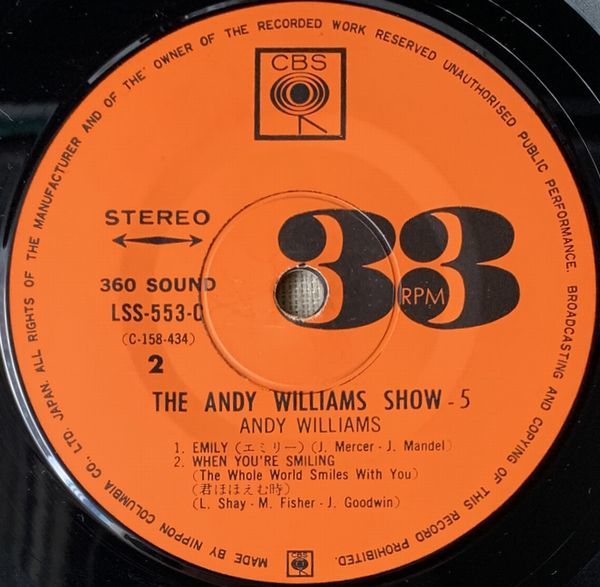 MADE BY NIPPON COLUMBIA CO., LTD. JAPAN. ALL RIGHTS OF THE MANUFACTURER AND OF THE OWNER OF THE RECORDED WORK RESERVED UNAUTHORISED PUBLIC PERFORMANCE. BROADCASTING AND COPYING OF THIS RECORD PROHIBITED.
CBS
STEREO
360 SOUND
LSS-553-C
(C-158-434)
2
33
RPM
THE ANDY WILLIAMS SHOW - 5
ANDY WILLIAMS
1. EMILY (エミリー) (J. Mercer - J. Mandel)
2. WHEN YOU'RE SMILING
(The Whole World Smiles With You)
(君ほほえむ時)
(L. Shay - M. Fisher - J. Goodwin)
CBS